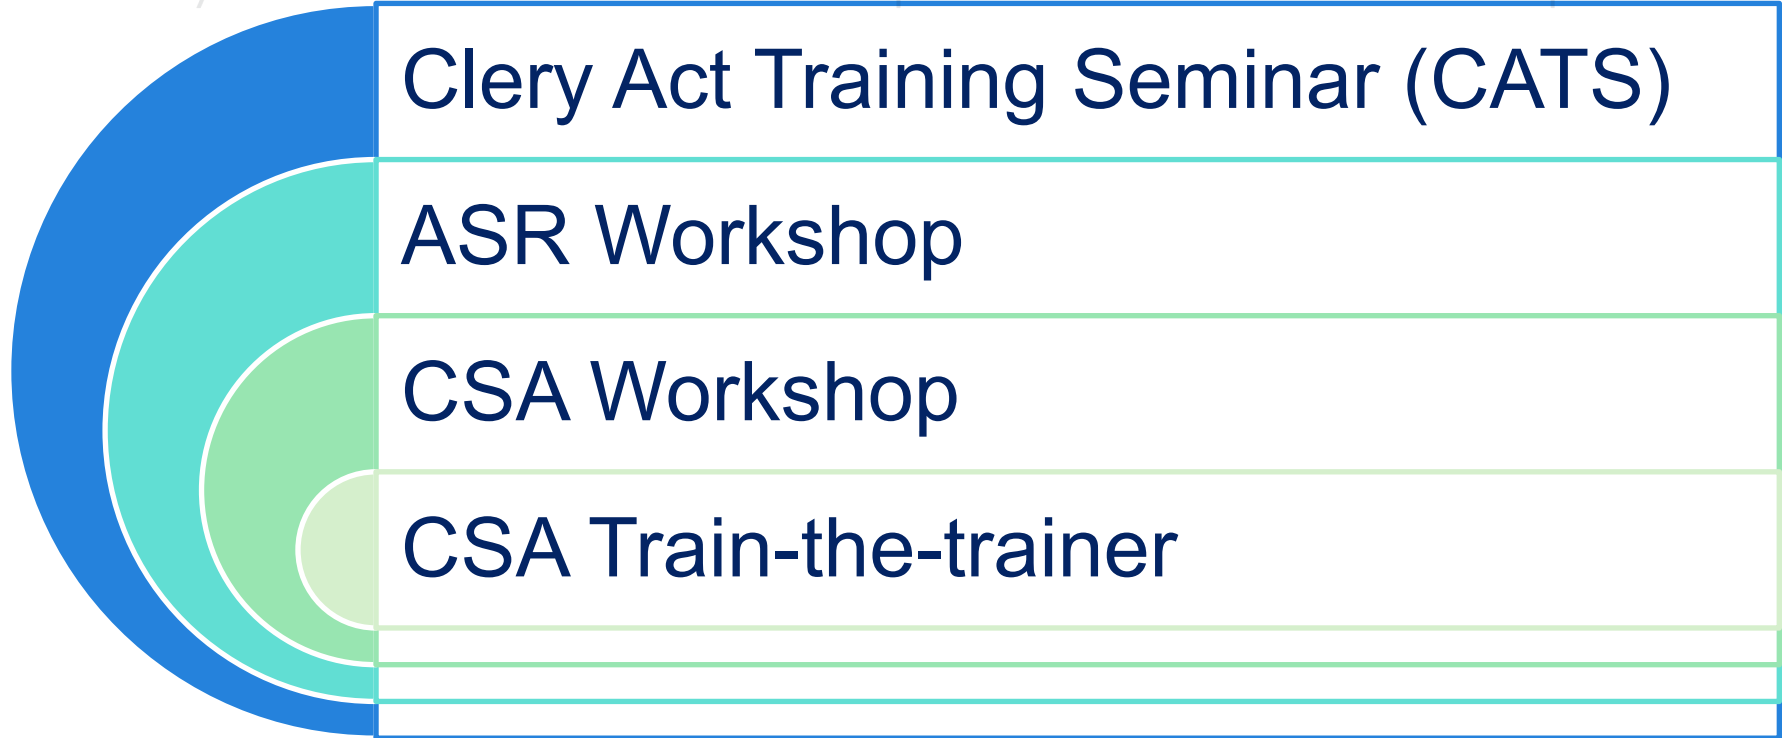 Clery Act Training Seminar (CATS)
ASR Workshop
CSA Workshop
CSA Train-the-trainer